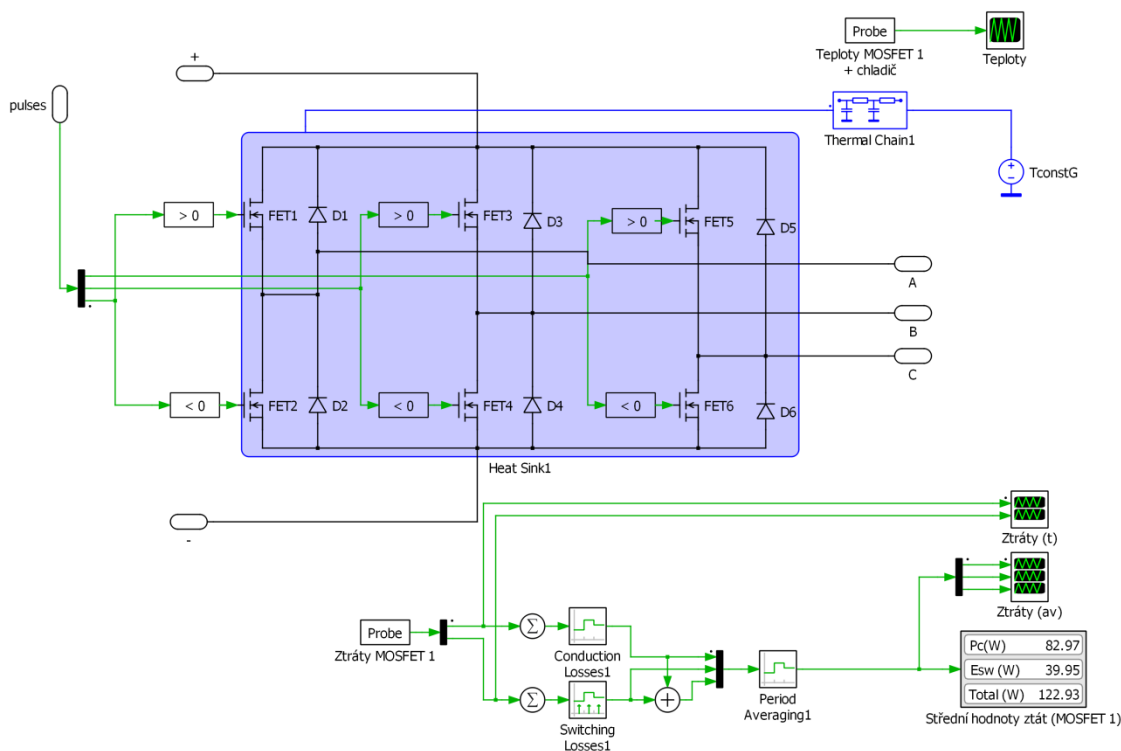 Probe
Teploty MOSFET 1
+ chladič
Teploty
+
pulses
Thermal Chain1
TconstG
> 0
FET1
D1
> 0
FET3
D3
> 0
FET5
D5
A
B
C
< 0
FET2
D2
< 0
FET4
D4
< 0
FET6
D6
Heat Sink1
-
Ztráty (t)
Ztráty (av)
Probe
Ztráty MOSFET 1
Σ
Conduction
Losses1
Σ
Switching
Losses1
+
Period
Averaging1
Pc(W) 82.97
Esw (W) 39.95
Total (W) 122.93
Střední hodnoty ztát (MOSFET 1)